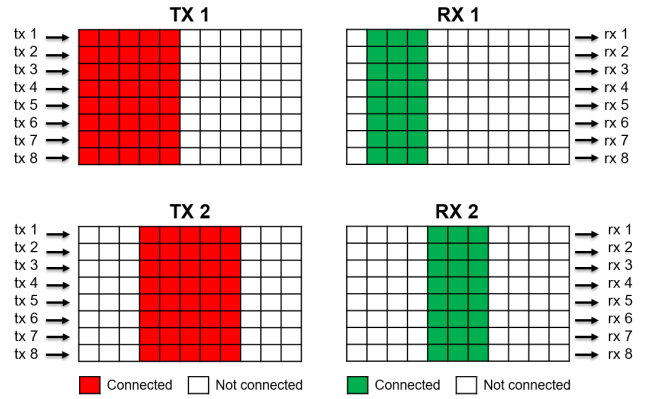 TX 1
RX 1
tx 1
tx 2
tx 3
tx 4
tx 5
tx 6
tx 7
tx 8
rx 1
rx 2
rx 3
rx 4
rx 5
rx 6
rx 7
rx 8
TX 2
RX 2
tx 1
tx 2
tx 3
tx 4
tx 5
tx 6
tx 7
tx 8
rx 1
rx 2
rx 3
rx 4
rx 5
rx 6
rx 7
rx 8
Connected
Not connected
Connected
Not connected